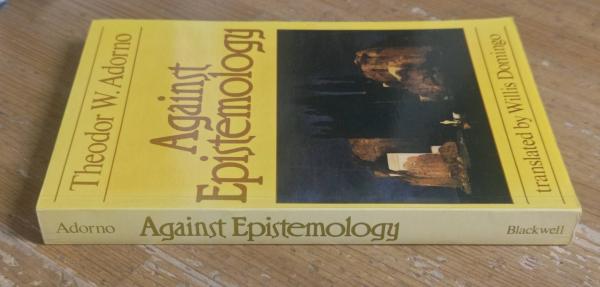 Theodor W. Adorno
Against
Epistemology
translated by Willis Domingo
Adorno
Against Epistemology
Blackwell